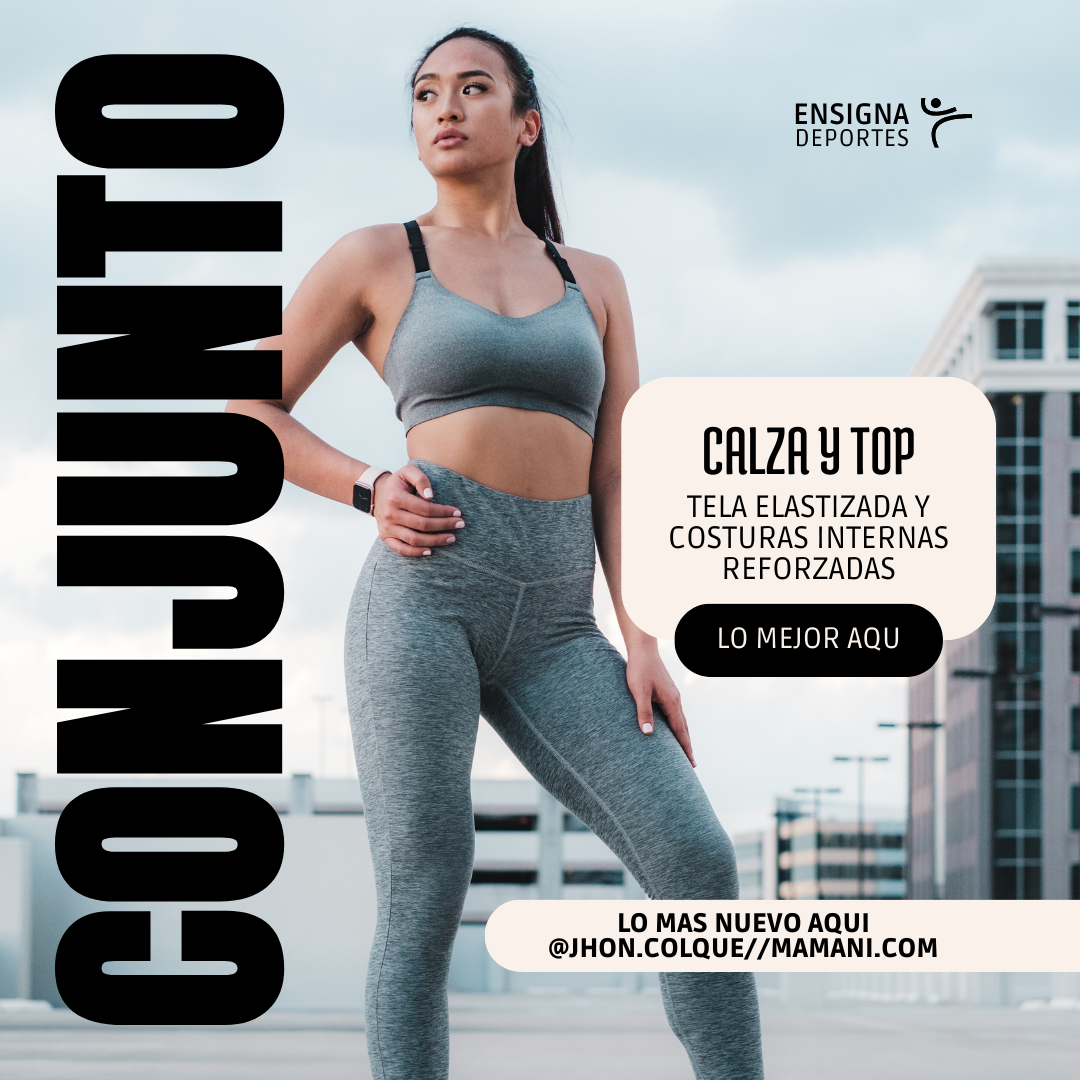 CONJUNTO
ENSIGNA
DEPORTES
CALZA Y TOP
TELA ELASTIZADA Y
COSTURAS INTERNAS
REFORZADAS
LO MEJOR AQU
LO MAS NUEVO AQUI
@JHON.COLQUE//MAMANI.COM